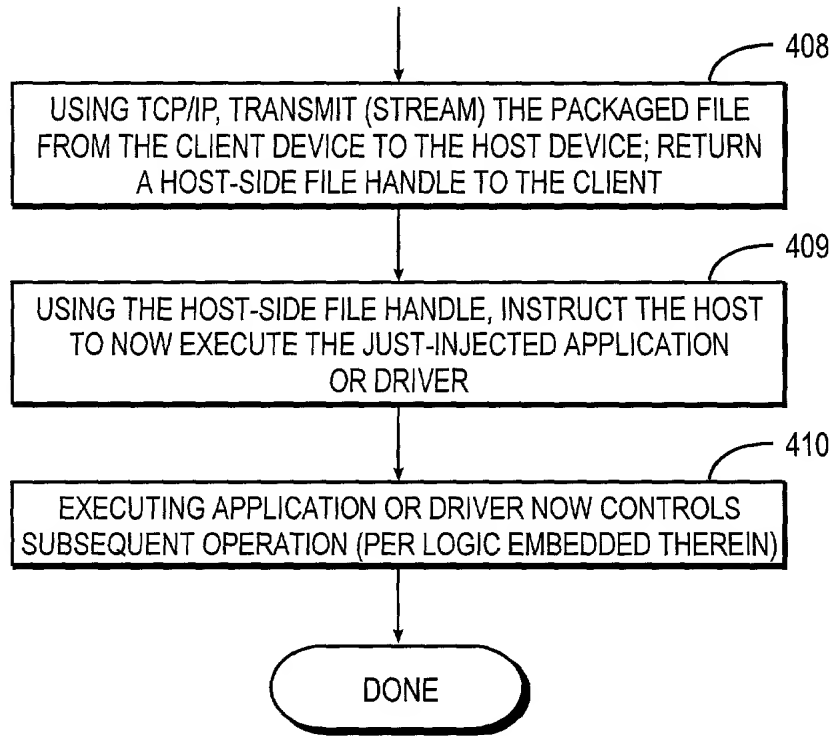 408
USING TCP/IP, TRANSMIT (STREAM) THE PACKAGED FILE
FROM THE CLIENT DEVICE TO THE HOST DEVICE; RETURN
A HOST-SIDE FILE HANDLE TO THE CLIENT
409
USING THE HOST-SIDE FILE HANDLE, INSTRUCT THE HOST
TO NOW EXECUTE THE JUST-INJECTED APPLICATION
OR DRIVER
410
EXECUTING APPLICATION OR DRIVER NOW CONTROLS
SUBSEQUENT OPERATION (PER LOGIC EMBEDDED THEREIN)
DONE